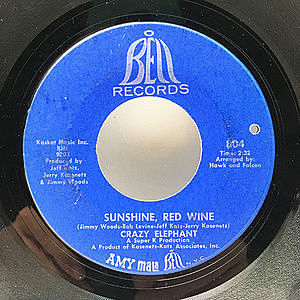 BELL
RECORDS
Kasket Music Inc.
BMI
Produced by
Jeff Katz,
Jerry Kasenetz
& Jimmy Woods
804
Time: 2:32
Arranged by:
Hawk and Falcon
SUNSHINE, RED WINE
(Jimmy Woods-Bob Levine-Jeff Katz-Jerry Kasenetz)
CRAZY ELEPHANT
A Super K Production
A Product of Kasenetz-Katz Associates, Inc.
AMY mala BELL N.Y.C.